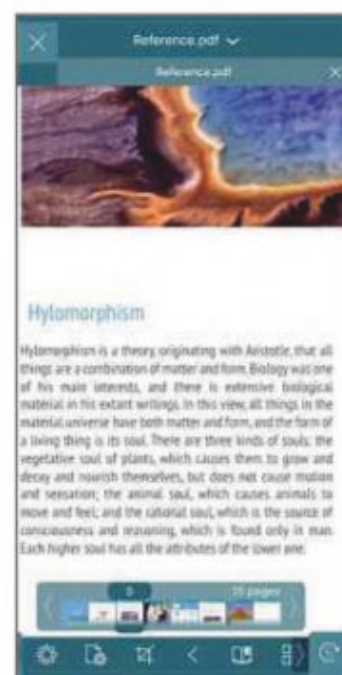 Reference.pdf
Reference.pdf
Hylomorphism
Hylomorphism is a theory, originating with Aristotle, that all
things are a combination of matter and form. Biology was one
of his main interests, and there is extensive biological
material in his extant writings. In this view, all things in the
material universe have both matter and form, and the form of
a living thing is its soul. There are three kinds of souls: the
vegetative soul of plants, which causes them to grow and
decay and nourish themselves, but does not cause motion
and sensation; the animal soul, which causes animals to
move and feel; and the rational soul, which is the source of
consciousness and reasoning, which is found only in man.
Each higher soul has all the attributes of the lower one.
pages